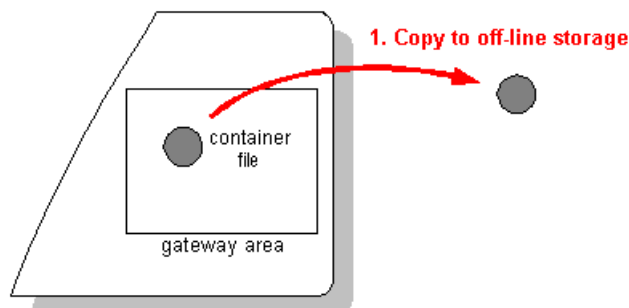 1. Copy to off-line storage
container
file
gateway area